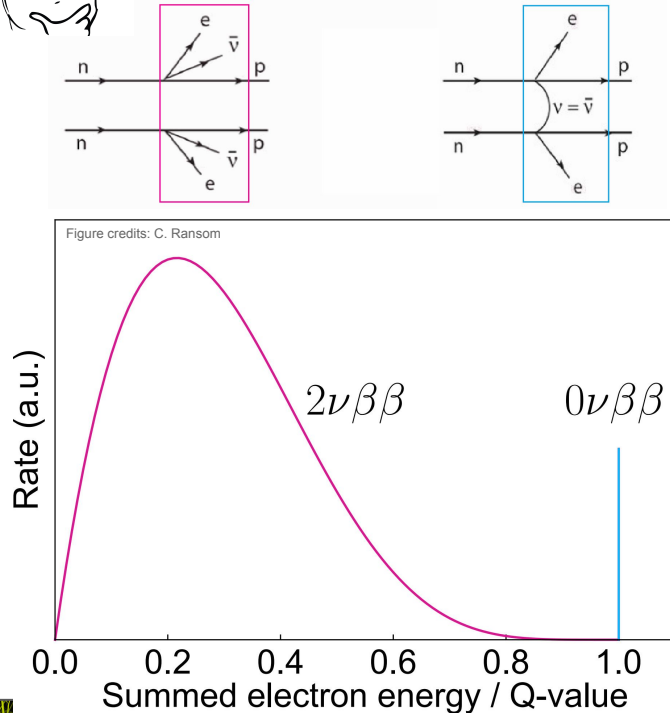 e
ν̄
n p
n p
ν̄
e
e
n p
ν = ν̄
n p
e
Figure credits: C. Ransom
Rate (a.u.)
2νββ
0νββ
0.0 0.2 0.4 0.6 0.8 1.0
Summed electron energy / Q-value